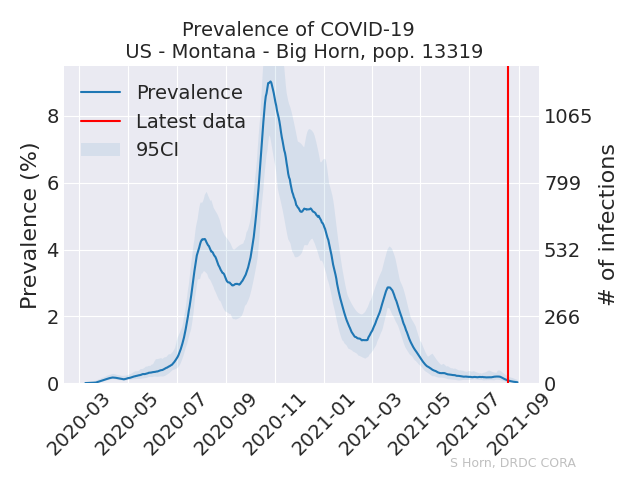 Prevalence of COVID-19
US - Montana - Big Horn, pop. 13319
Prevalence
Latest data
95CI
Prevalence (%)
8
6
4
2
0
# of infections
1065
799
532
266
0
2020-03
2020-05
2020-07
2020-09
2020-11
2021-01
2021-03
2021-05
2021-07
2021-09
S Horn, DRDC CORA